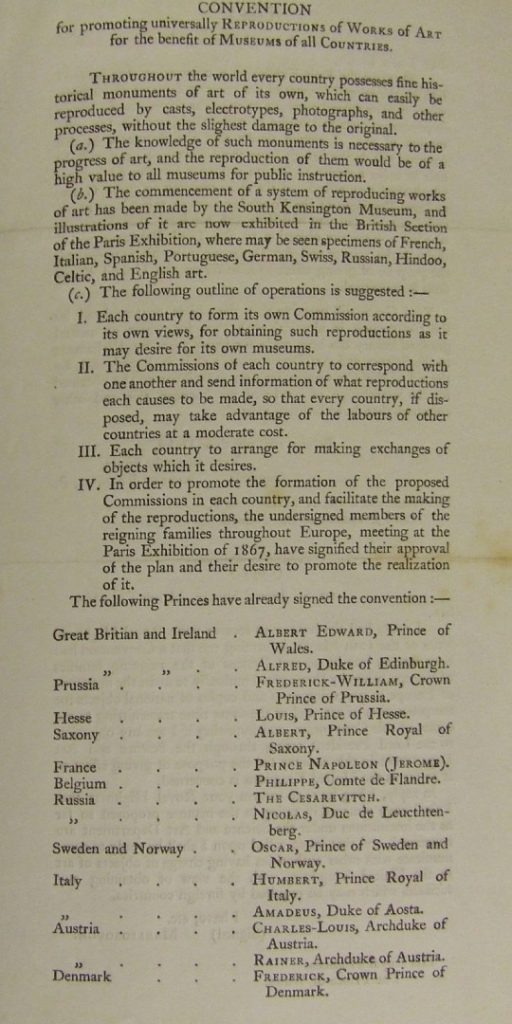 CONVENTION
for promoting universally REPRODUCTIONS of WORKS of ART
for the benefit of MUSEUMS of all COUNTRIES.
THROUGHOUT the world every country possesses fine his-
torical monuments of art of its own, which can easily be
reproduced by casts, electrotypes, photographs, and other
processes, without the slighest damage to the original.
(a.) The knowledge of such monuments is necessary to the
progress of art, and the reproduction of them would be of a
high value to all museums for public instruction.
(b.) The commencement of a system of reproducing works
of art has been made by the South Kensington Museum, and
illustrations of it are now exhibited in the British Section
of the Paris Exhibition, where may be seen specimens of French,
Italian, Spanish, Portuguese, German, Swiss, Russian, Hindoo,
Celtic, and English art.
(c.) The following outline of operations is suggested :—
I. Each country to form its own Commission according to
its own views, for obtaining such reproductions as it
may desire for its own museums.
II. The Commissions of each country to correspond with
one another and send information of what reproductions
each causes to be made, so that every country, if dis-
posed, may take advantage of the labours of other
countries at a moderate cost.
III. Each country to arrange for making exchanges of
objects which it desires.
IV. In order to promote the formation of the proposed
Commissions in each country, and facilitate the making
of the reproductions, the undersigned members of the
reigning families throughout Europe, meeting at the
Paris Exhibition of 1867, have signified their approval
of the plan and their desire to promote the realization
of it.
The following Princes have already signed the convention :—
Great Britian and Ireland . ALBERT EDWARD, Prince of
Wales.
„ „ . . ALFRED, Duke of Edinburgh.
Prussia . . . . FREDERICK-WILLIAM, Crown
Prince of Prussia.
Hesse . . . . LOUIS, Prince of Hesse.
Saxony . . . . ALBERT, Prince Royal of
Saxony.
France . . . . PRINCE NAPOLEON (JEROME).
Belgium . . . . PHILIPPE, Comte de Flandre.
Russia . . . . THE CESAREVITCH.
„ . . . . NICOLAS, Duc de Leucthten-
berg.
Sweden and Norway . . OSCAR, Prince of Sweden and
Norway.
Italy . . . . HUMBERT, Prince Royal of
Italy.
„ . . . . AMADEUS, Duke of Aosta.
Austria . . . . CHARLES-LOUIS, Archduke of
Austria.
„ . . . . RAINER, Archduke of Austria.
Denmark . . . FREDERICK, Crown Prince of
Denmark.